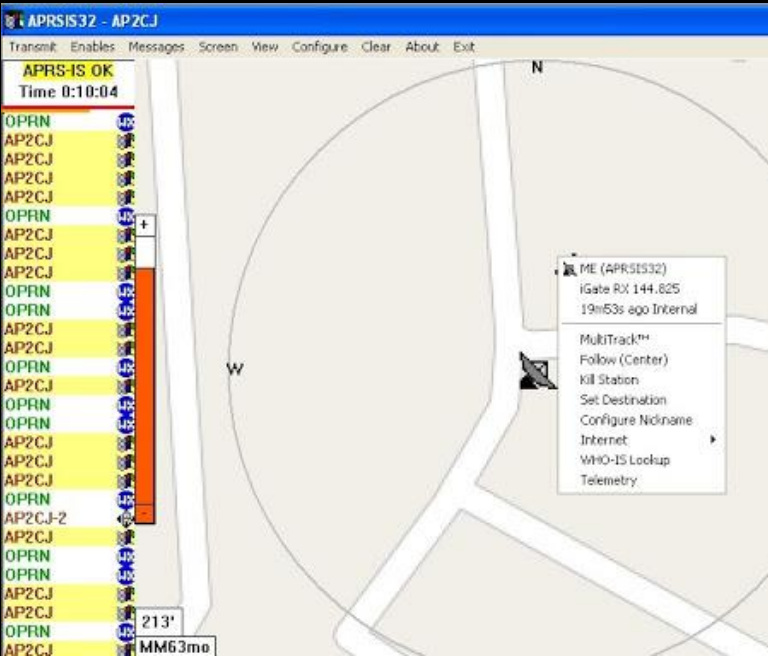 APRSIS32 - AP2CJ
Transmit Enables Messages Screen View Configure Clear About Exit
APRS-IS OK
Time 0:10:04
OPRN
AP2CJ
AP2CJ
AP2CJ
AP2CJ
OPRN
AP2CJ
AP2CJ
AP2CJ
OPRN
OPRN
AP2CJ
AP2CJ
OPRN
AP2CJ
OPRN
OPRN
AP2CJ
AP2CJ
AP2CJ
OPRN
AP2CJ-2
AP2CJ
OPRN
OPRN
AP2CJ
AP2CJ
OPRN
AP2CJ
+
-
N
W
ME (APRSIS32)
iGate RX 144.825
19m53s ago Internal
MultiTrack™
Follow (Center)
Kill Station
Set Destination
Configure Nickname
Internet
WHO-IS Lookup
Telemetry
213'
MM63mo